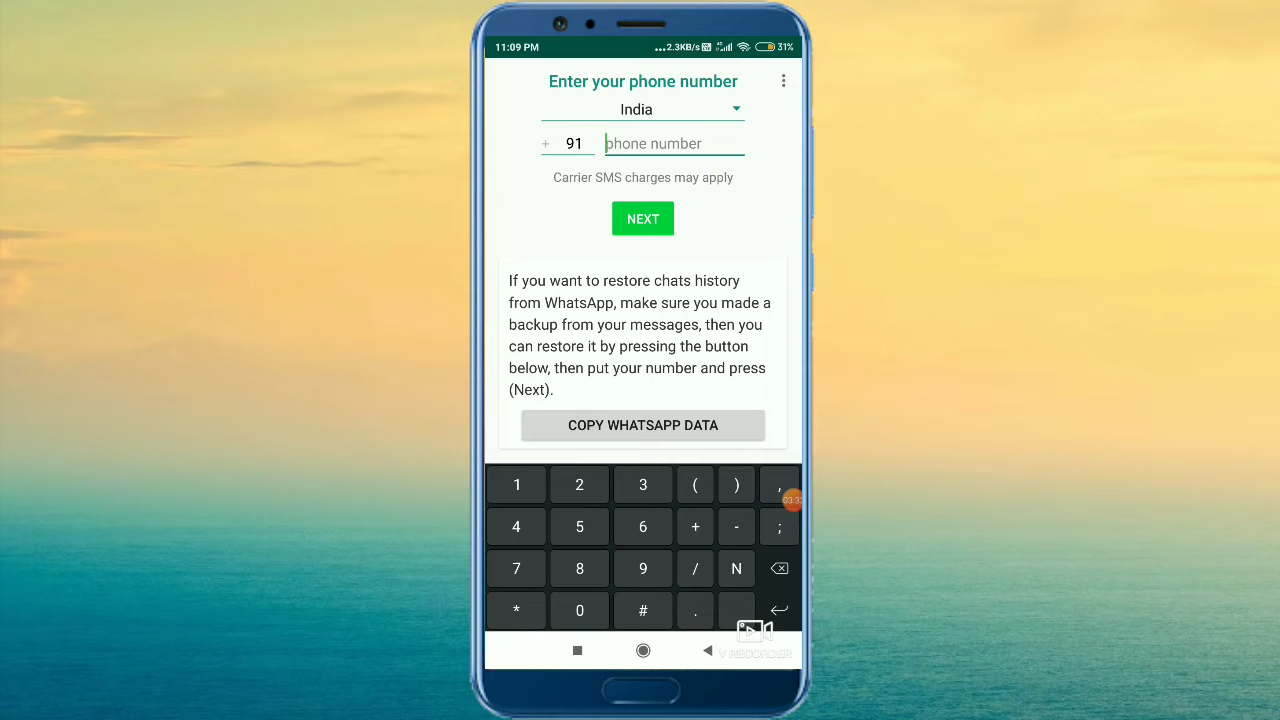 11:09 PM
...2.3KB/s 31%
Enter your phone number
India
+ 91 phone number
Carrier SMS charges may apply
NEXT
If you want to restore chats history
from WhatsApp, make sure you made a
backup from your messages, then you
can restore it by pressing the button
below, then put your number and press
(Next).
COPY WHATSAPP DATA
1 2 3 ( ) ,
4 5 6 + - ;
7 8 9 / N
* 0 # .
V RECORDER